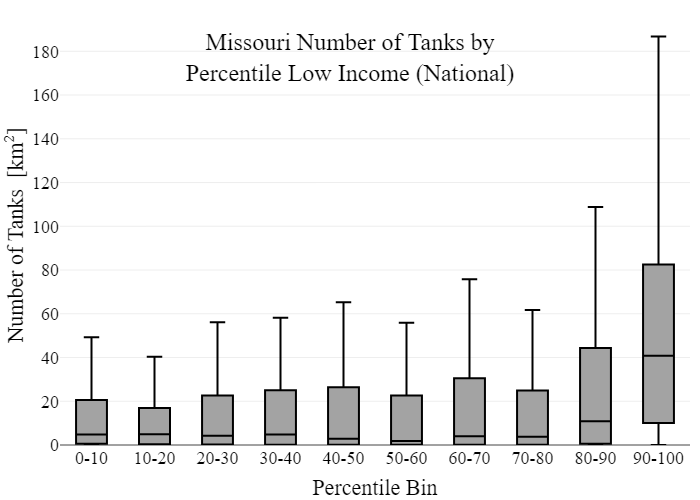 Missouri Number of Tanks by
Percentile Low Income (National)
Number of Tanks [km²]
180
160
140
120
100
80
60
40
20
0
0-10 10-20 20-30 30-40 40-50 50-60 60-70 70-80 80-90 90-100
Percentile Bin